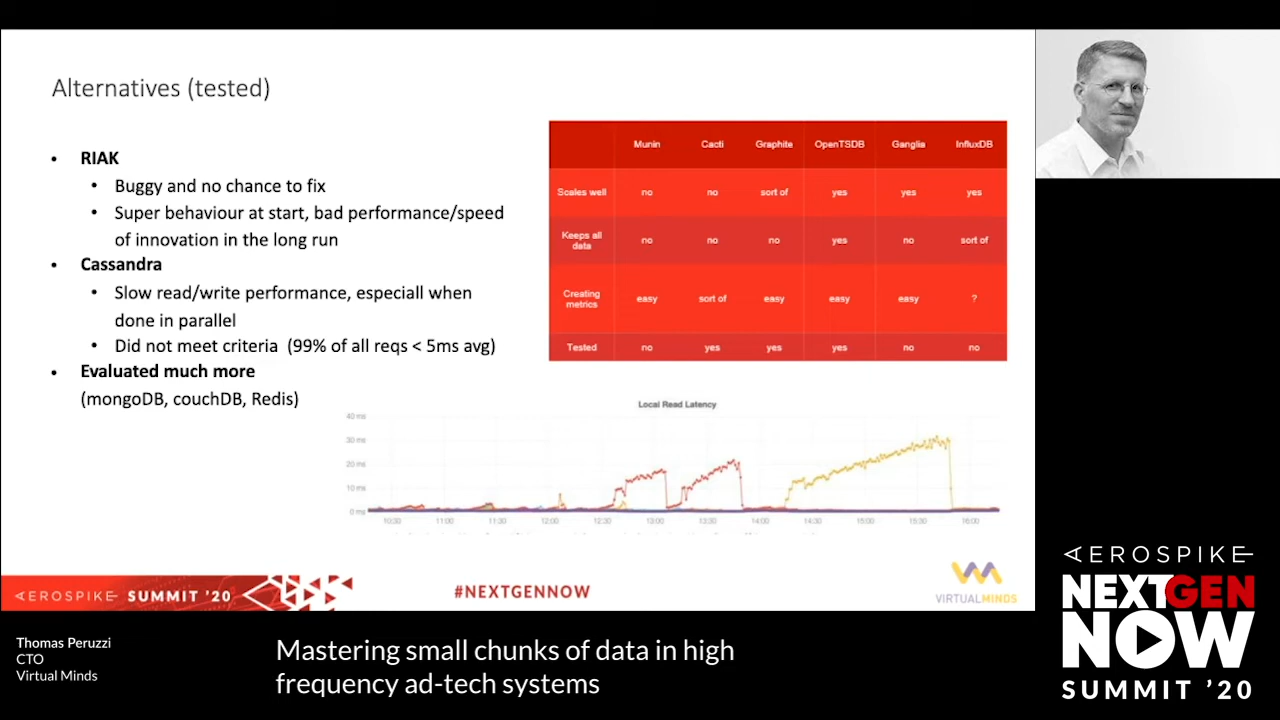 Alternatives (tested)
• RIAK
• Buggy and no chance to fix
• Super behaviour at start, bad performance/speed
of innovation in the long run
• Cassandra
• Slow read/write performance, especiall when
done in parallel
• Did not meet criteria (99% of all reqs < 5ms avg)
• Evaluated much more
(mongoDB, couchDB, Redis)
Munin Cacti Graphite OpenTSDB Ganglia InfluxDB
Scales well no no sort of yes yes yes
Keeps all
data no no no yes no sort of
Creating
metrics easy sort of easy easy easy ?
Tested no yes yes yes no no
Local Read Latency
40 ms
30 ms
20 ms
10 ms
0 ms
10:30 11:00 11:30 12:00 12:30 13:00 13:30 14:00 14:30 15:00 15:30 16:00
AEROSPIKE SUMMIT '20
#NEXTGENNOW
VIRTUALMINDS
Thomas Peruzzi
CTO
Virtual Minds
Mastering small chunks of data in high
frequency ad-tech systems
AEROSPIKE
NEXTGEN
NOW
SUMMIT '20